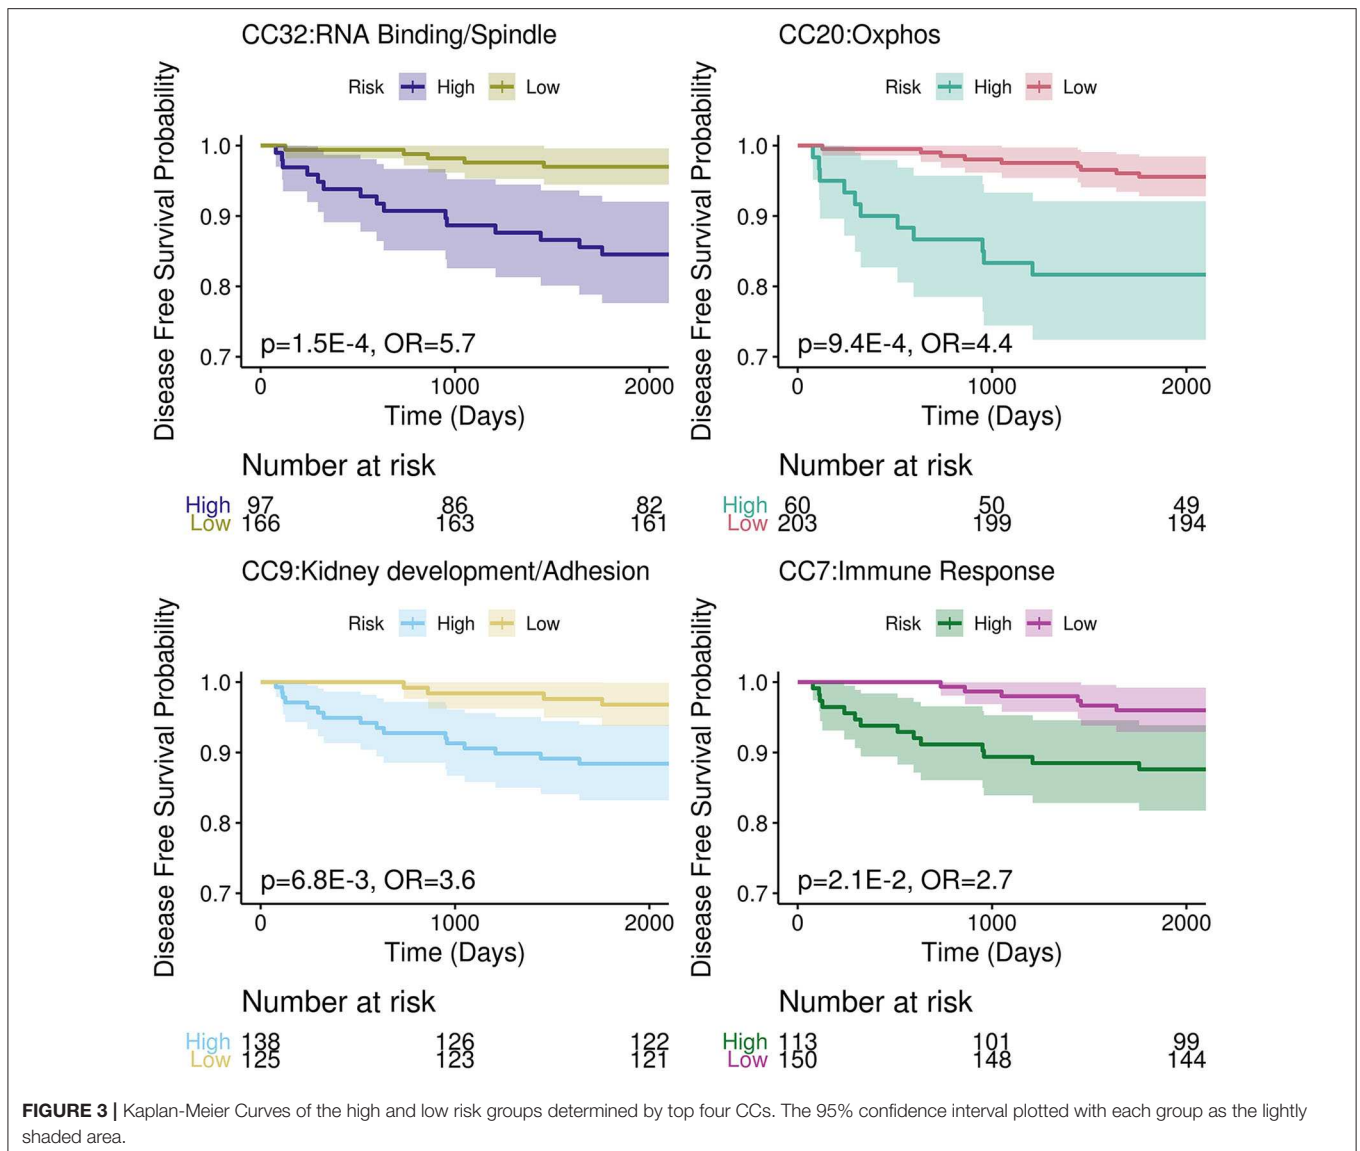 CC32:RNA Binding/Spindle
Risk High Low
Disease Free Survival Probability
1.0
0.9
0.8
0.7
p=1.5E-4, OR=5.7
0 1000 2000
Time (Days)
Number at risk
High 97 86 82
Low 166 163 161
CC20:Oxphos
Risk High Low
Disease Free Survival Probability
1.0
0.9
0.8
0.7
p=9.4E-4, OR=4.4
0 1000 2000
Time (Days)
Number at risk
High 60 50 49
Low 203 199 194
CC9:Kidney development/Adhesion
Risk High Low
Disease Free Survival Probability
1.0
0.9
0.8
0.7
p=6.8E-3, OR=3.6
0 1000 2000
Time (Days)
Number at risk
High 138 126 122
Low 125 123 121
CC7:Immune Response
Risk High Low
Disease Free Survival Probability
1.0
0.9
0.8
0.7
p=2.1E-2, OR=2.7
0 1000 2000
Time (Days)
Number at risk
High 113 101 99
Low 150 148 144
FIGURE 3 | Kaplan-Meier Curves of the high and low risk groups determined by top four CCs. The 95% confidence interval plotted with each group as the lightly
shaded area.